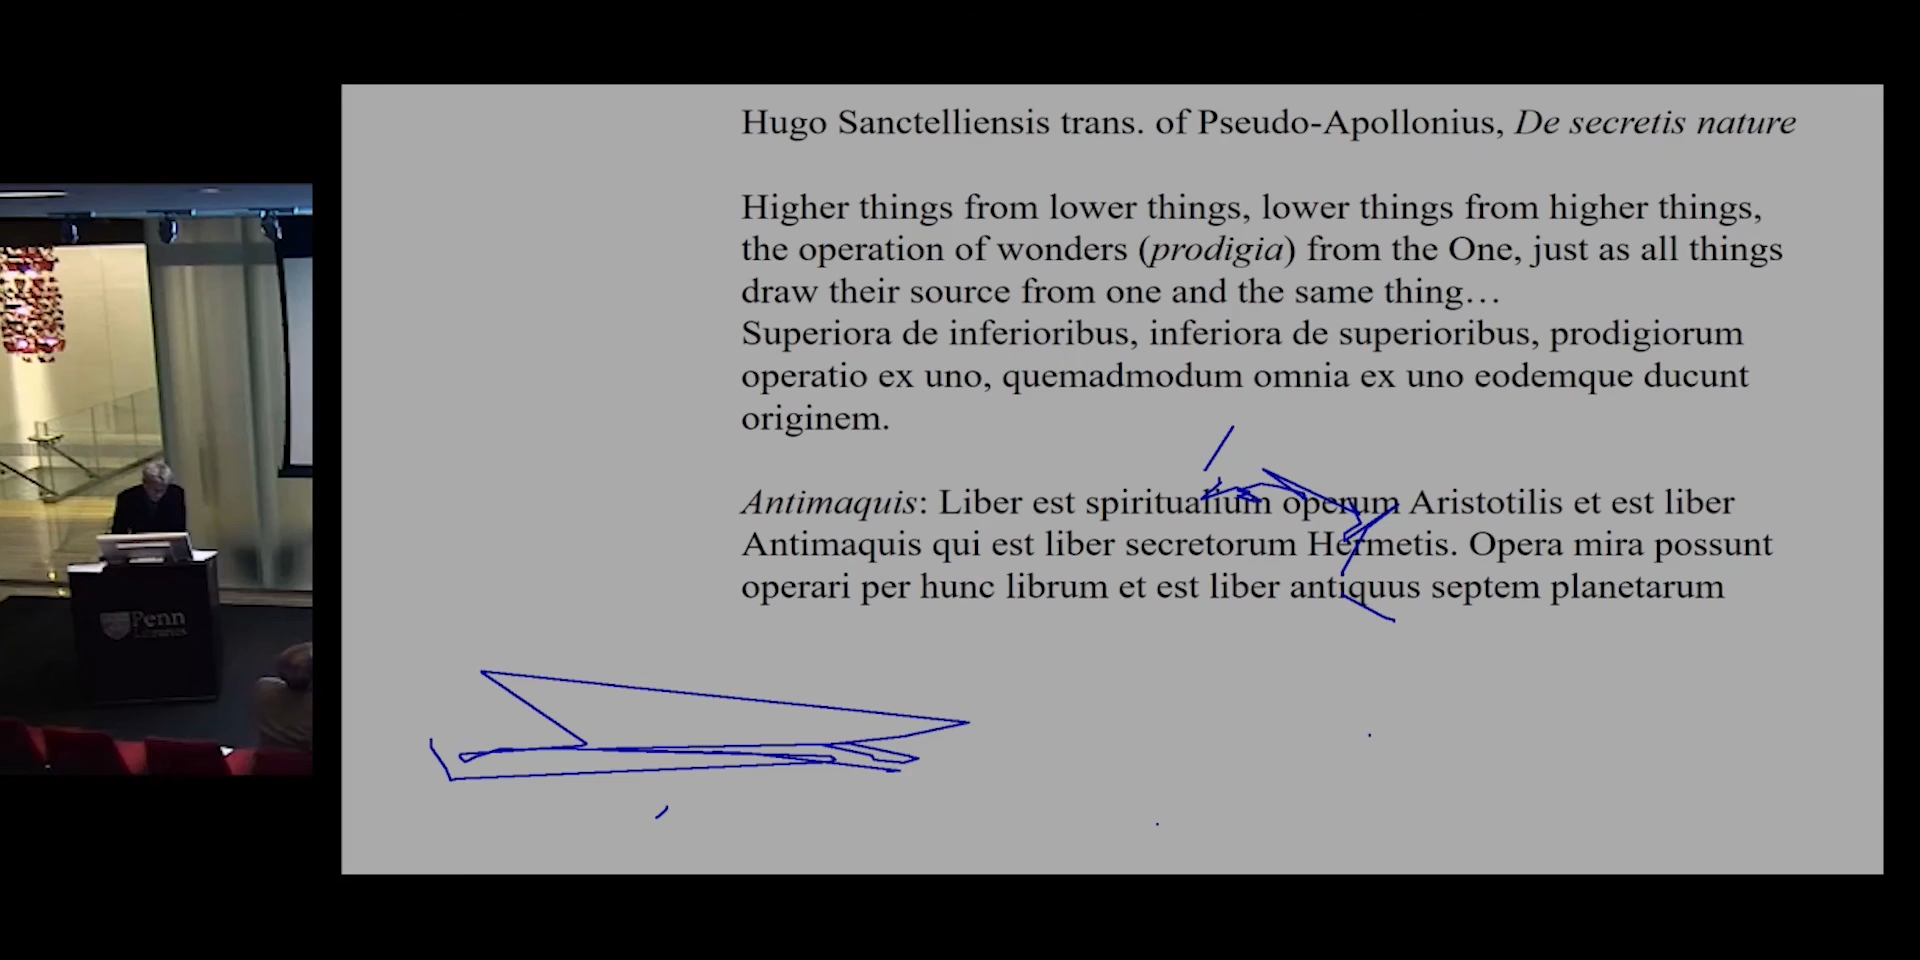 Hugo Sanctelliensis trans. of Pseudo-Apollonius, De secretis nature
Higher things from lower things, lower things from higher things,
the operation of wonders (prodigia) from the One, just as all things
draw their source from one and the same thing…
Superiora de inferioribus, inferiora de superioribus, prodigiorum
operatio ex uno, quemadmodum omnia ex uno eodemque ducunt
originem.
Antimaquis: Liber est spiritualium operum Aristotilis et est liber
Antimaquis qui est liber secretorum Hermetis. Opera mira possunt
operari per hunc librum et est liber antiquus septem planetarum
Penn
Libraries